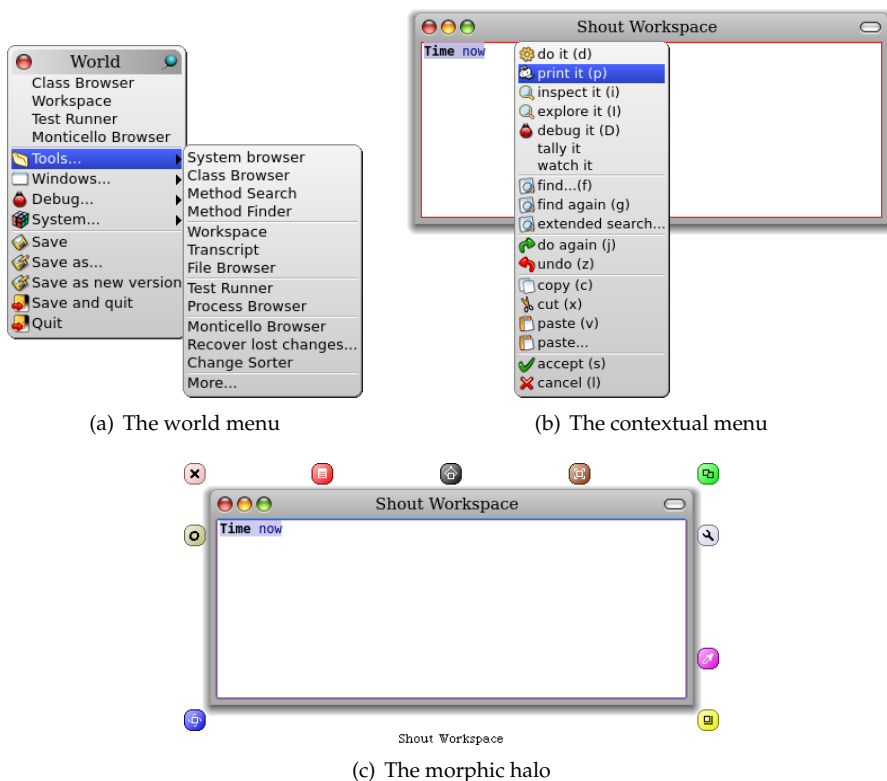 World
Class Browser
Workspace
Test Runner
Monticello Browser
Tools...
Windows...
Debug...
System...
Save
Save as...
Save as new version
Save and quit
Quit
System browser
Class Browser
Method Search
Method Finder
Workspace
Transcript
File Browser
Test Runner
Process Browser
Monticello Browser
Recover lost changes...
Change Sorter
More...
(a) The world menu
Shout Workspace
Time now
do it (d)
print it (p)
inspect it (i)
explore it (I)
debug it (D)
tally it
watch it
find...(f)
find again (g)
extended search...
do again (j)
undo (z)
copy (c)
cut (x)
paste (v)
paste...
accept (s)
cancel (l)
(b) The contextual menu
Shout Workspace
Time now
Shout Workspace
(c) The morphic halo